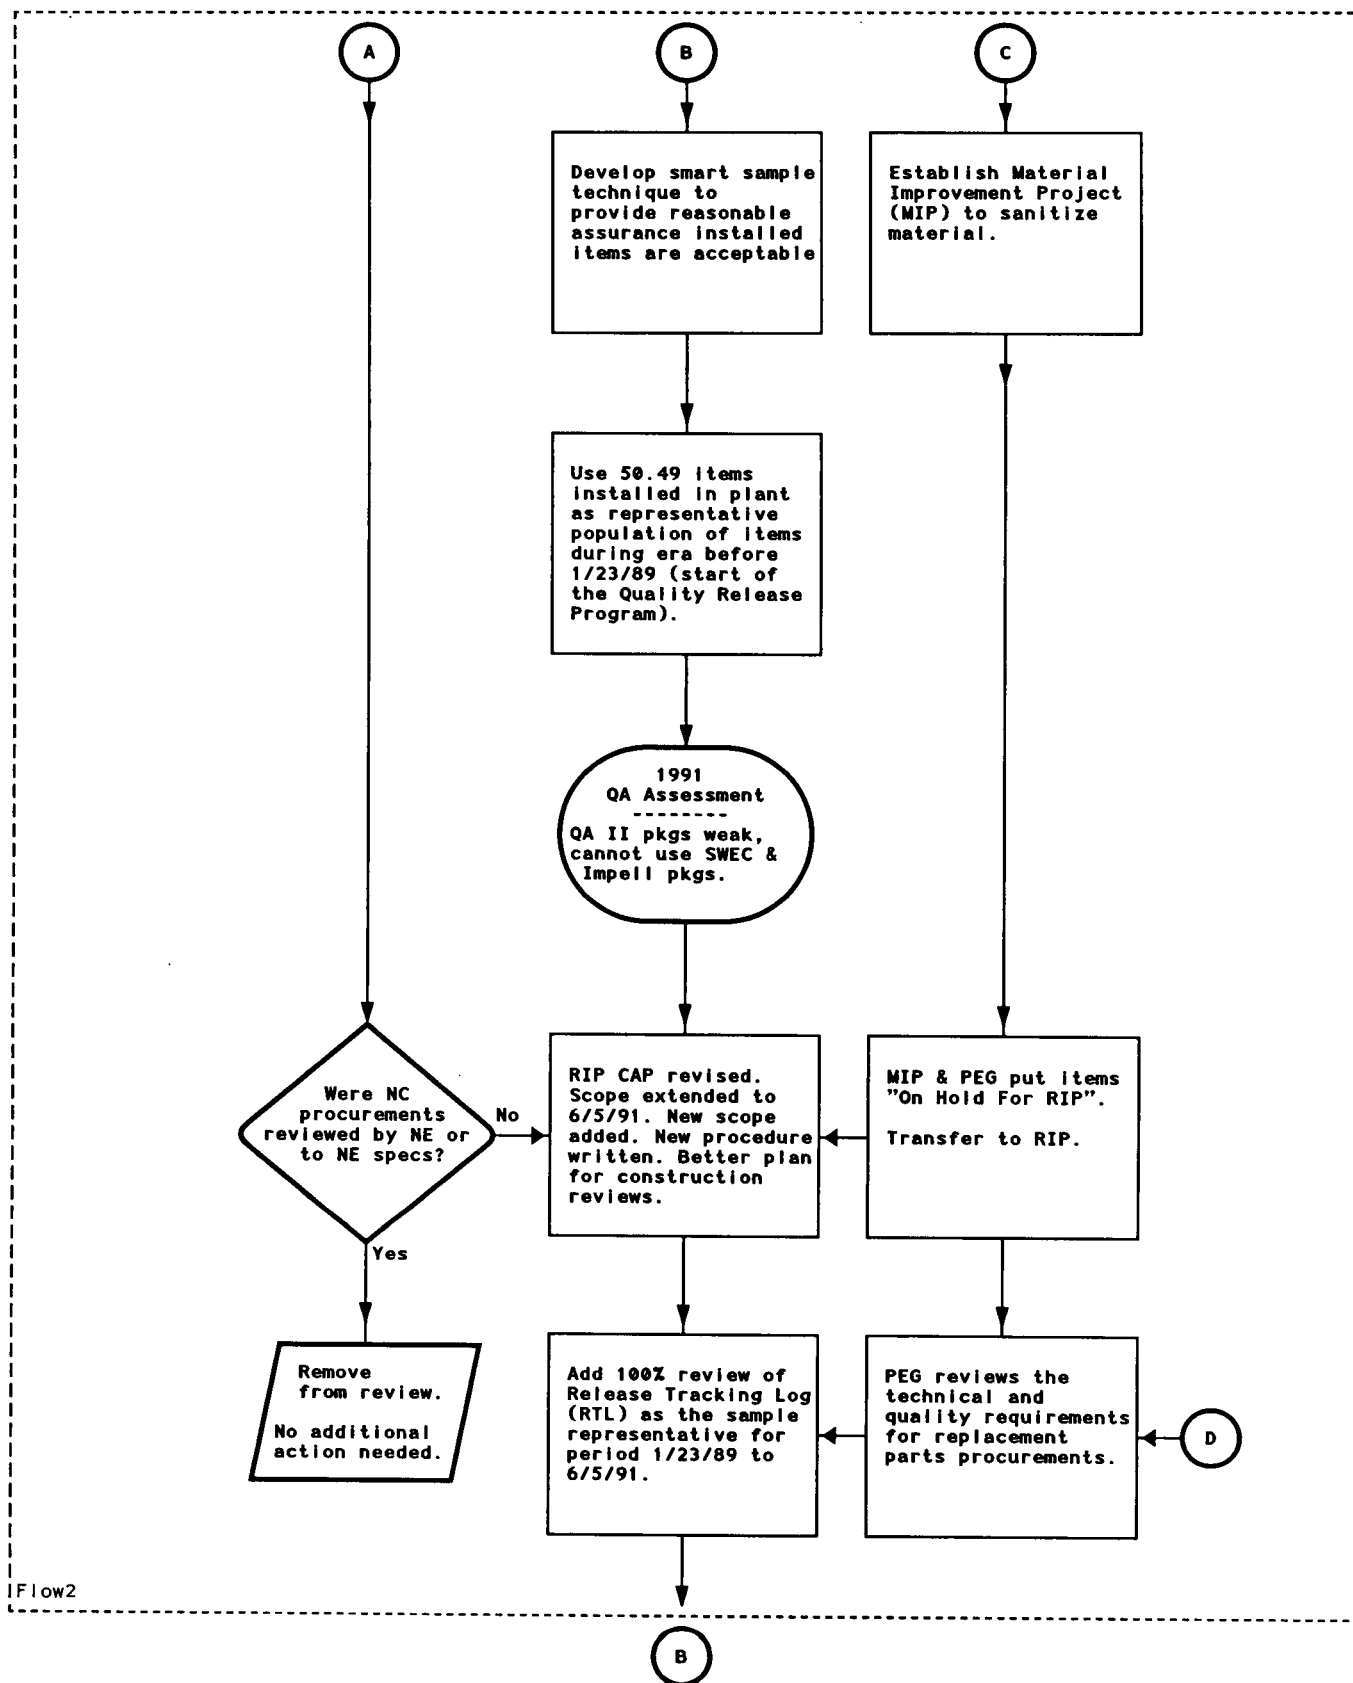 A
B
C
Develop smart sample
technique to
provide reasonable
assurance installed
items are acceptable
Establish Material
Improvement Project
(MIP) to sanitize
material.
Use 50.49 items
installed in plant
as representative
population of items
during era before
1/23/89 (start of
the Quality Release
Program).
1991
QA Assessment
--------
QA II pkgs weak,
cannot use SWEC &
Impell pkgs.
Were NC
procurements
reviewed by NE or
to NE specs?
No
Yes
RIP CAP revised.
Scope extended to
6/5/91. New scope
added. New procedure
written. Better plan
for construction
reviews.
MIP & PEG put items
"On Hold For RIP".
Transfer to RIP.
Remove
from review.
No additional
action needed.
Add 100% review of
Release Tracking Log
(RTL) as the sample
representative for
period 1/23/89 to
6/5/91.
PEG reviews the
technical and
quality requirements
for replacement
parts procurements.
D
Flow2
B